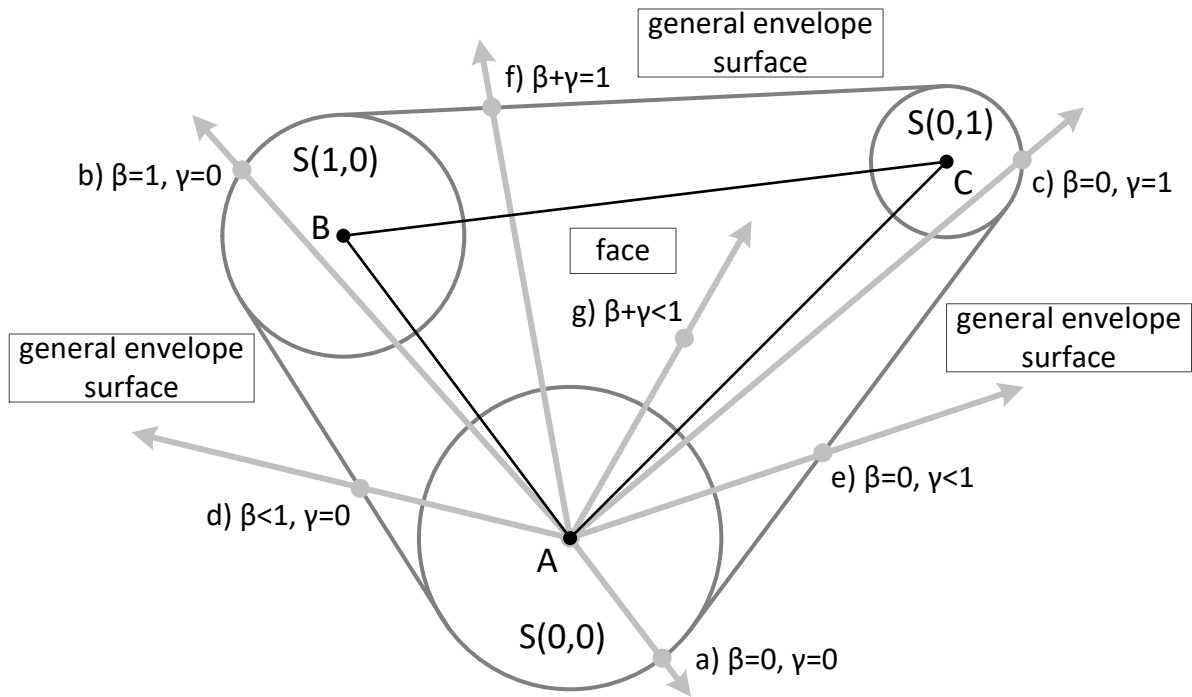 general envelope
surface
f) β+γ=1
S(0,1)
S(1,0)
b) β=1, γ=0
C
c) β=0, γ=1
B
face
g) β+γ<1
general envelope
surface
general envelope
surface
e) β=0, γ<1
d) β<1, γ=0
A
S(0,0)
a) β=0, γ=0